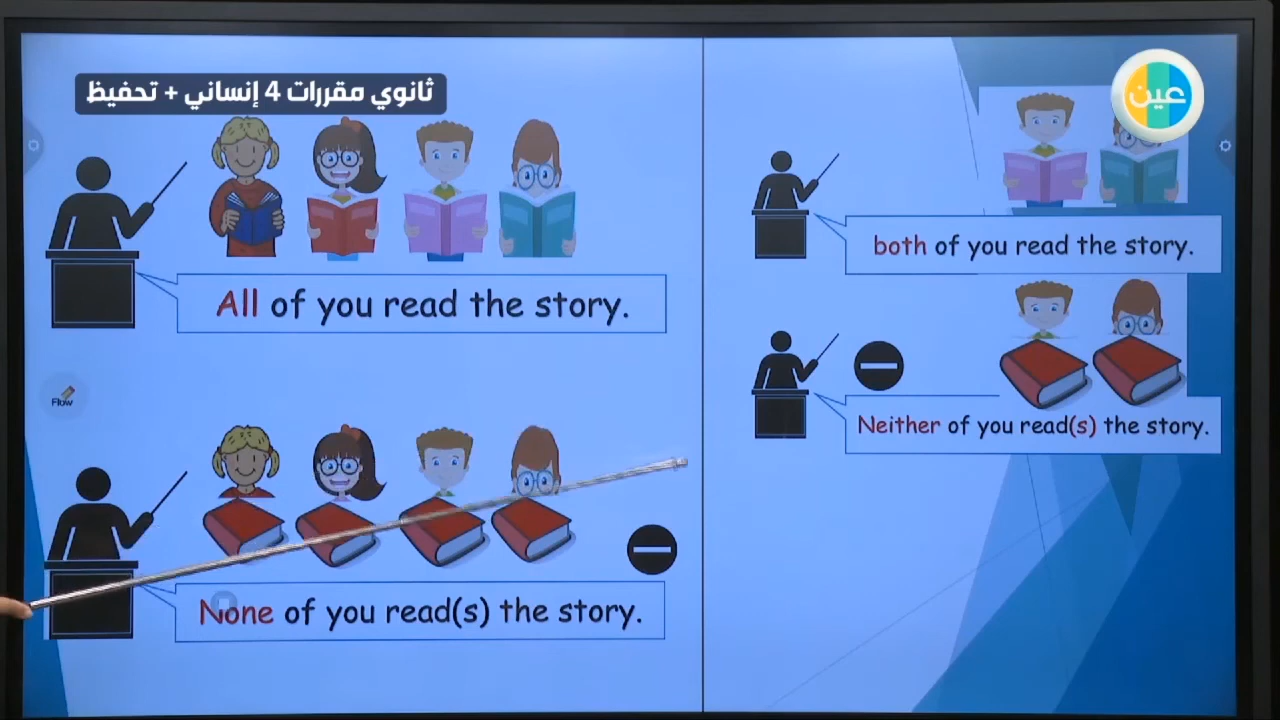 ثانوي مقررات 4 إنساني + تحفيظ
عين
All of you read the story.
Flow
None of you read(s) the story.
both of you read the story.
Neither of you read(s) the story.